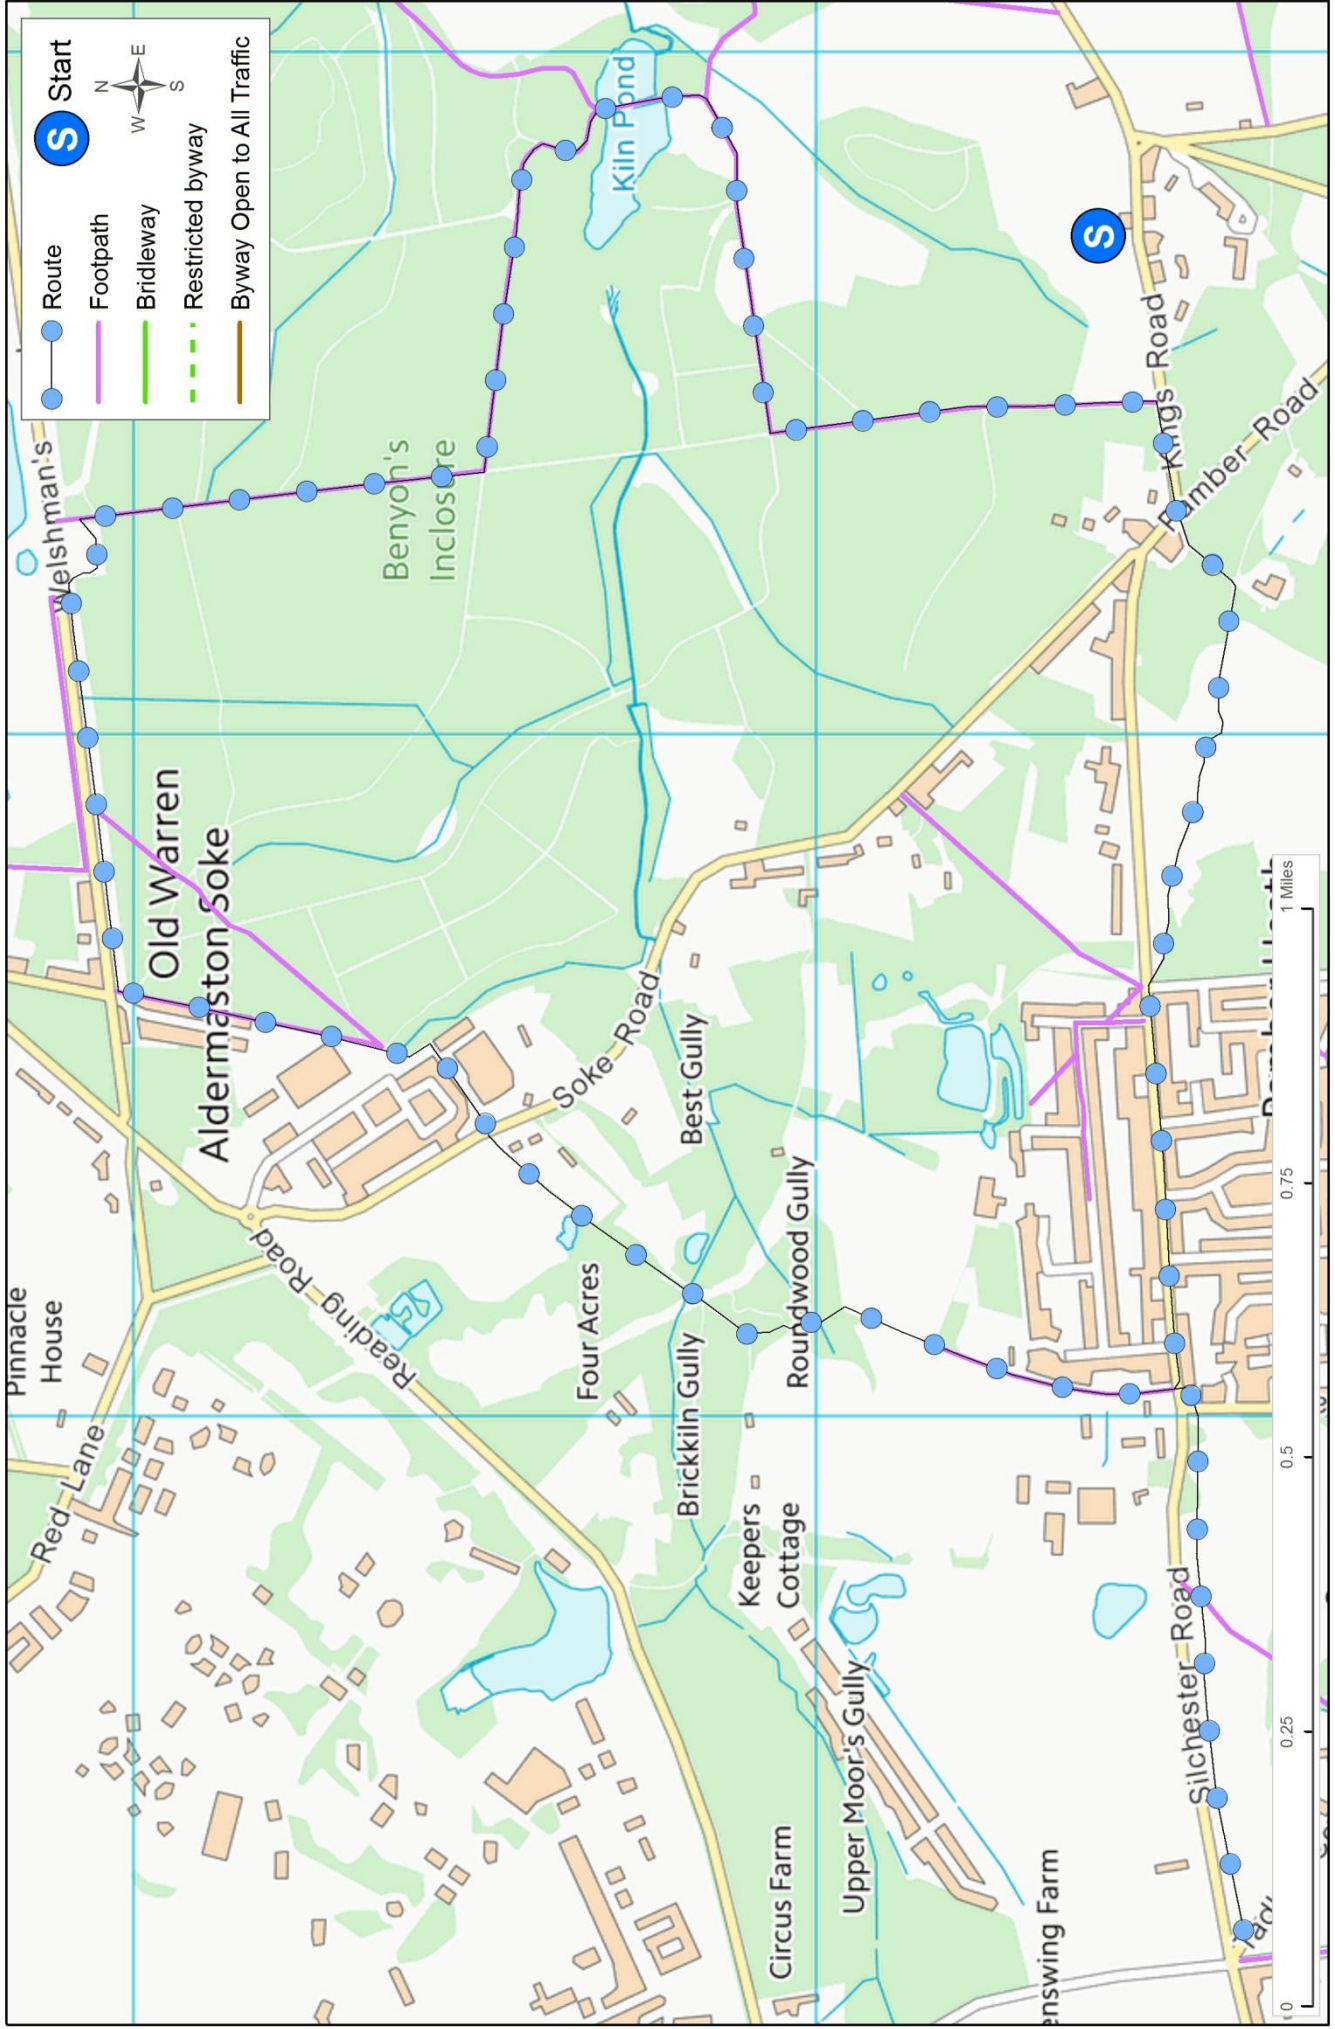 Start
Route
Footpath
Bridleway
Restricted byway
Byway Open to All Traffic
N
W
E
S
S
S
Pinnacle
House
Red Lane
Reading Road
Old Warren
Aldermaston Soke
Welshman's
Benyon's
Inclosure
Kiln Pond
Soke Road
Best Gully
Four Acres
Brickkiln Gully
Roundwood Gully
Keepers
Cottage
Upper Moor's Gully
Circus Farm
Silchester Road
Kings Road
Pamber Road
Pamber Heath
0
0.25
0.5
0.75
1 Miles